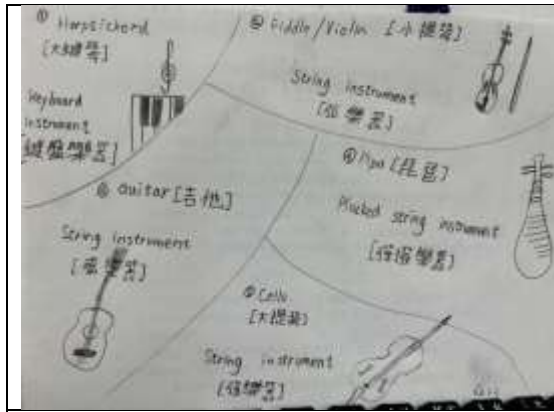 ① Harpsichord
[大鍵琴]
Keyboard
instrument
[鍵盤樂器]
② Fiddle/Violin [小提琴]
String instrument
[弦樂器]
Guitar [吉他]
String instrument
[弦樂器]
④ Pipa [琵琶]
Plucked string instrument
[彈撥樂器]
Cello
[大提琴]
String instrument
[弦樂器]